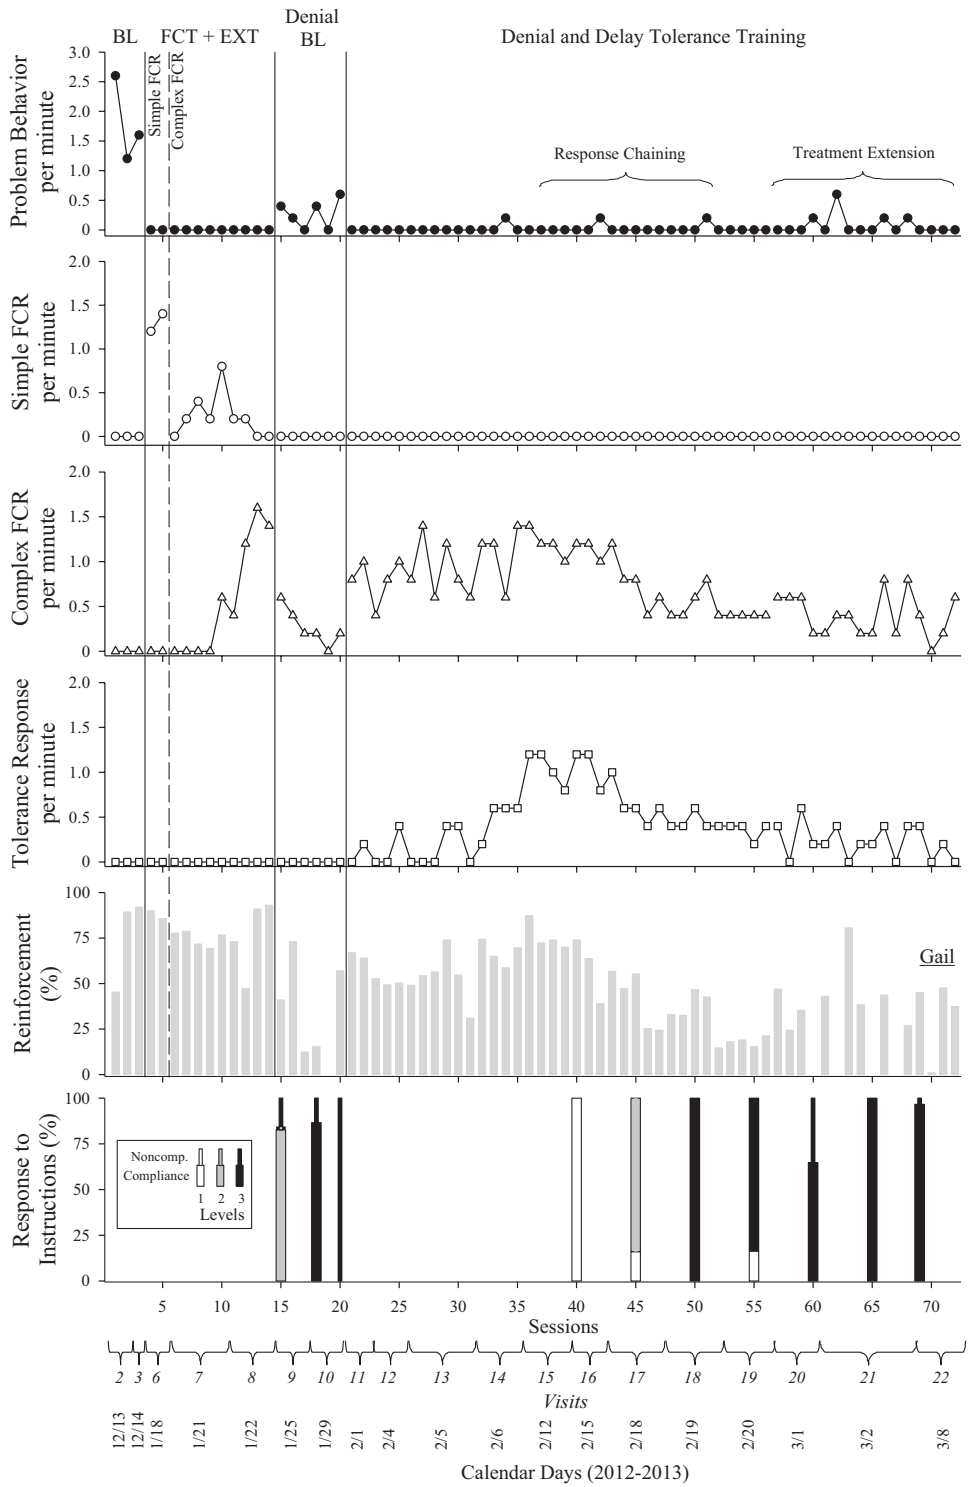 BL
FCT + EXT
Denial
BL
Denial and Delay Tolerance Training
Simple FCR
Complex FCR
Problem Behavior
per minute
3.0
2.5
2.0
1.5
1.0
0.5
0
Response Chaining
Treatment Extension
Simple FCR
per minute
2.0
1.5
1.0
0.5
0
Complex FCR
per minute
2.0
1.5
1.0
0.5
0
Tolerance Response
per minute
2.0
1.5
1.0
0.5
0
Reinforcement
(%)
100
75
50
25
0
Gail
Response to
Instructions (%)
100
75
50
25
0
Noncomp.
Compliance
1 2 3
Levels
5 10 15 20 25 30 35 40 45 50 55 60 65 70
Sessions
2 3 6 7 8 9 10 11 12 13 14 15 16 17 18 19 20 21 22
Visits
12/13 12/14 1/18 1/21 1/22 1/25 1/29 2/1 2/4 2/5 2/6 2/12 2/15 2/18 2/19 2/20 3/1 3/2 3/8
Calendar Days (2012-2013)